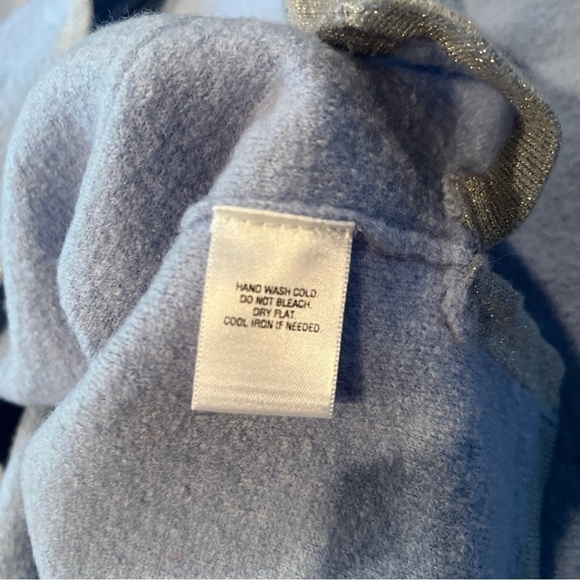 HAND WASH COLD.
DO NOT BLEACH.
DRY FLAT.
COOL IRON IF NEEDED.